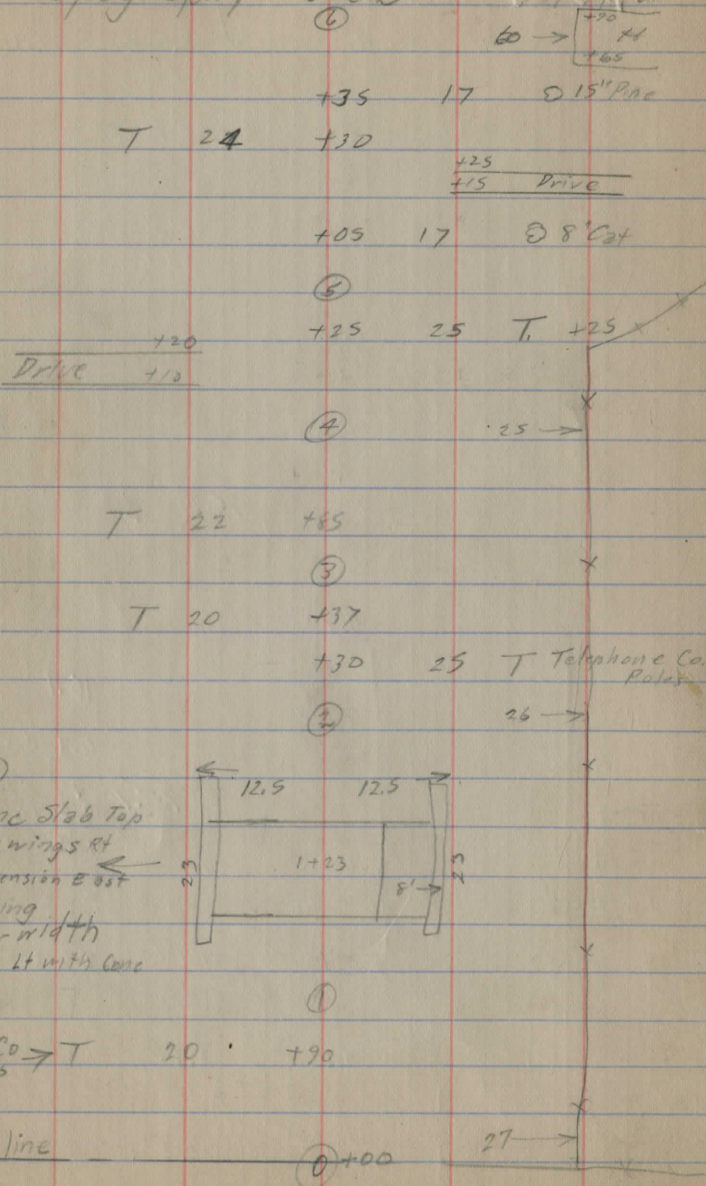 6
+90
60 → H
+65
+35 17 15" Pine
T 24 +30
+25
+15 Drive
+05 17 8" Cat
5
+25 25 T. +25
+20
Drive +10
4
25 →
T 22 +85
3
T 20 +37
+30 25 T Telephone Co.
Poles
2
26 →
12.5 12.5
Slab Top
wings Rt
23 1+23 23
East
8'
width
Lt with Conc
1
Co → T 20 +90
27 →
line
0 +00